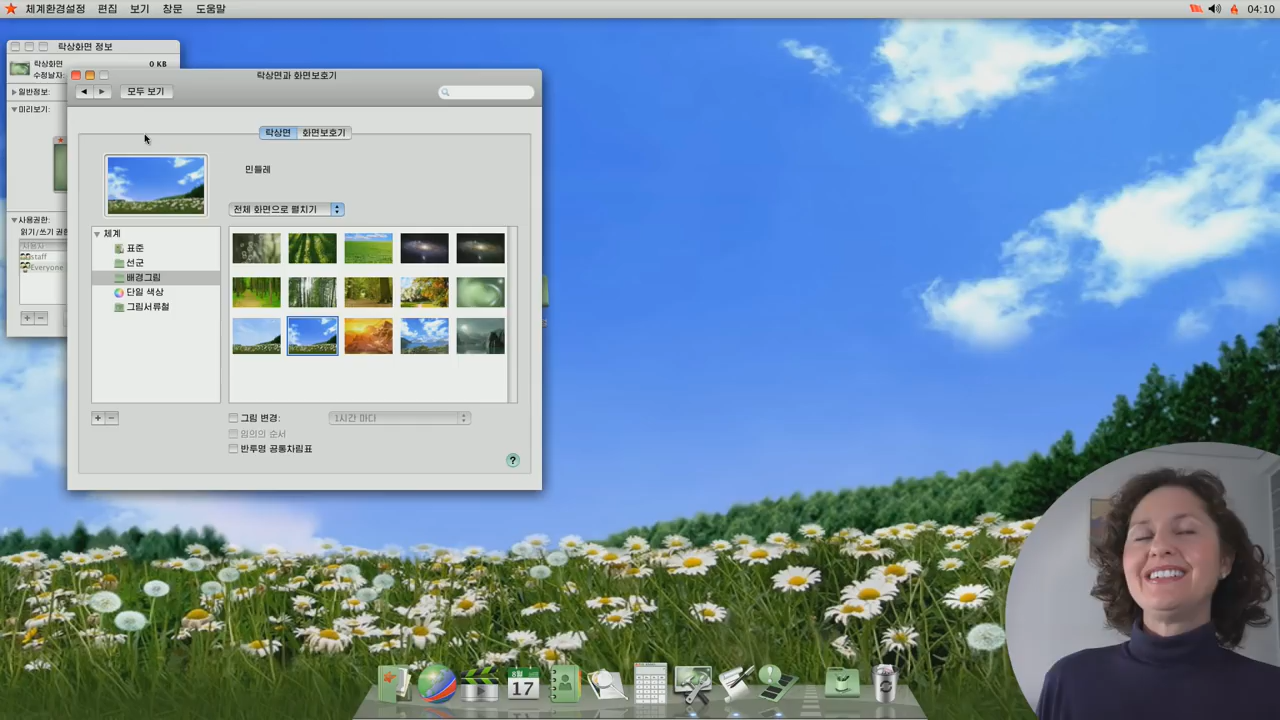 체계환경설정 편집 보기 창문 도움말 04:10
탁상화면 정보
탁상화면 0 KB
수정날자:
일반정보:
미리보기:
사용권한:
사용자
staff
Everyone
탁상면과 화면보호기
모두 보기
탁상면 화면보호기
민들레
전체 화면으로 펼치기
체계
표준
선군
배경그림
단일 색상
그림서류철
그림 변경: 1시간 마다
임의의 순서
반투명 공통차림표
?
8월
17